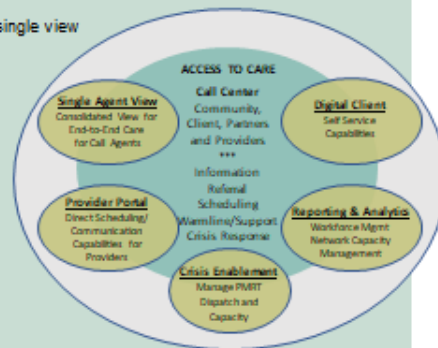 single view
ACCESS TO CARE
Call Center
Community,
Client, Partners
and Providers
***
Information
Referral
Scheduling
Warmline/Support
Crisis Response
Single Agent View
Consolidated View for
End-to-End Care
for Call Agents
Digital Client
Self Service
Capabilities
Provider Portal
Direct Scheduling/
Communication
Capabilities for
Providers
Reporting & Analytics
Workforce Mgmt
Network Capacity
Management
Crisis Enablement
Manage PMRT
Dispatch and
Capacity